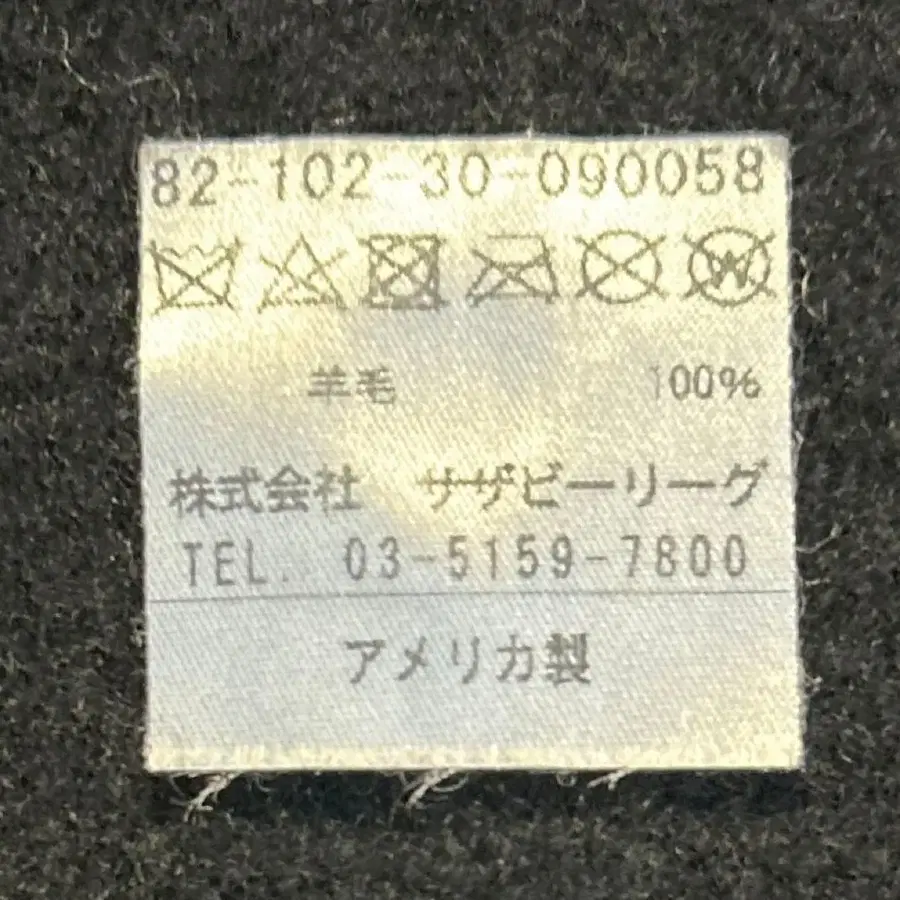 82-102-30-090058
羊毛 100%
株式会社 サザビーリーグ
TEL. 03-5159-7800
アメリカ製